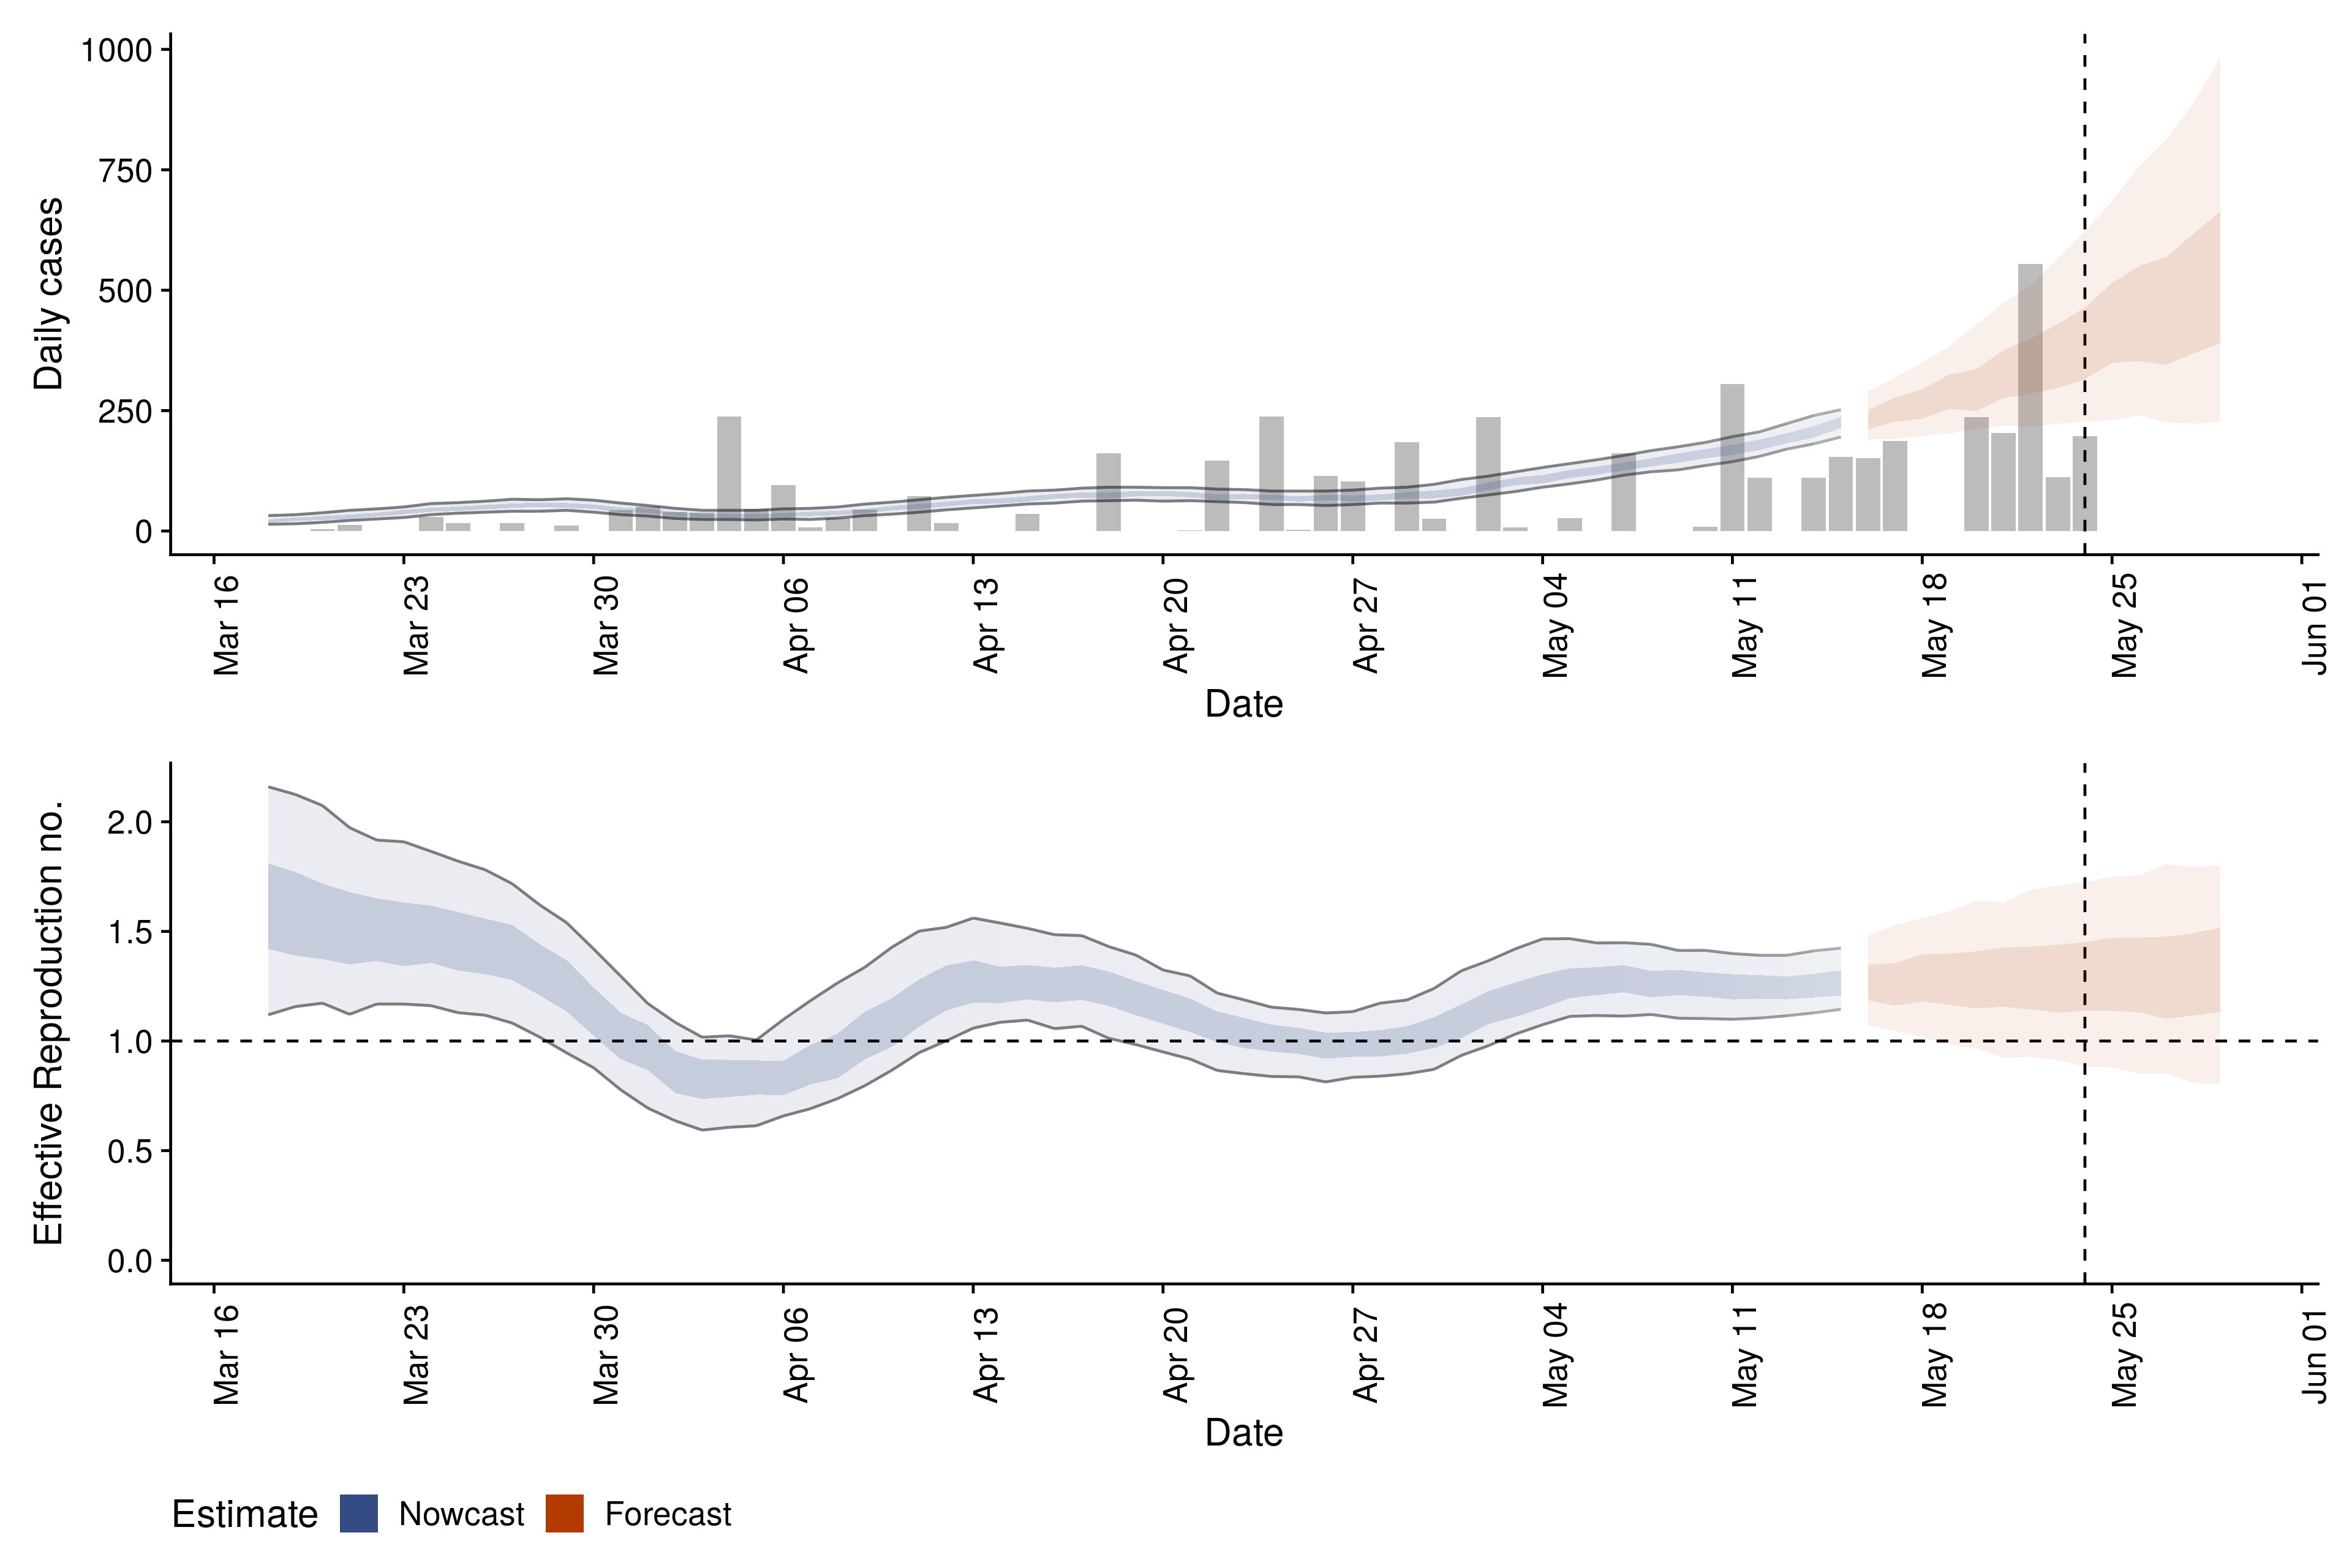 1000
750
500
250
0
Daily cases
Mar 16 Mar 23 Mar 30 Apr 06 Apr 13 Apr 20 Apr 27 May 04 May 11 May 18 May 25 Jun 01
Date
2.0
1.5
1.0
0.5
0.0
Effective Reproduction no.
Mar 16 Mar 23 Mar 30 Apr 06 Apr 13 Apr 20 Apr 27 May 04 May 11 May 18 May 25 Jun 01
Date
Estimate Nowcast Forecast